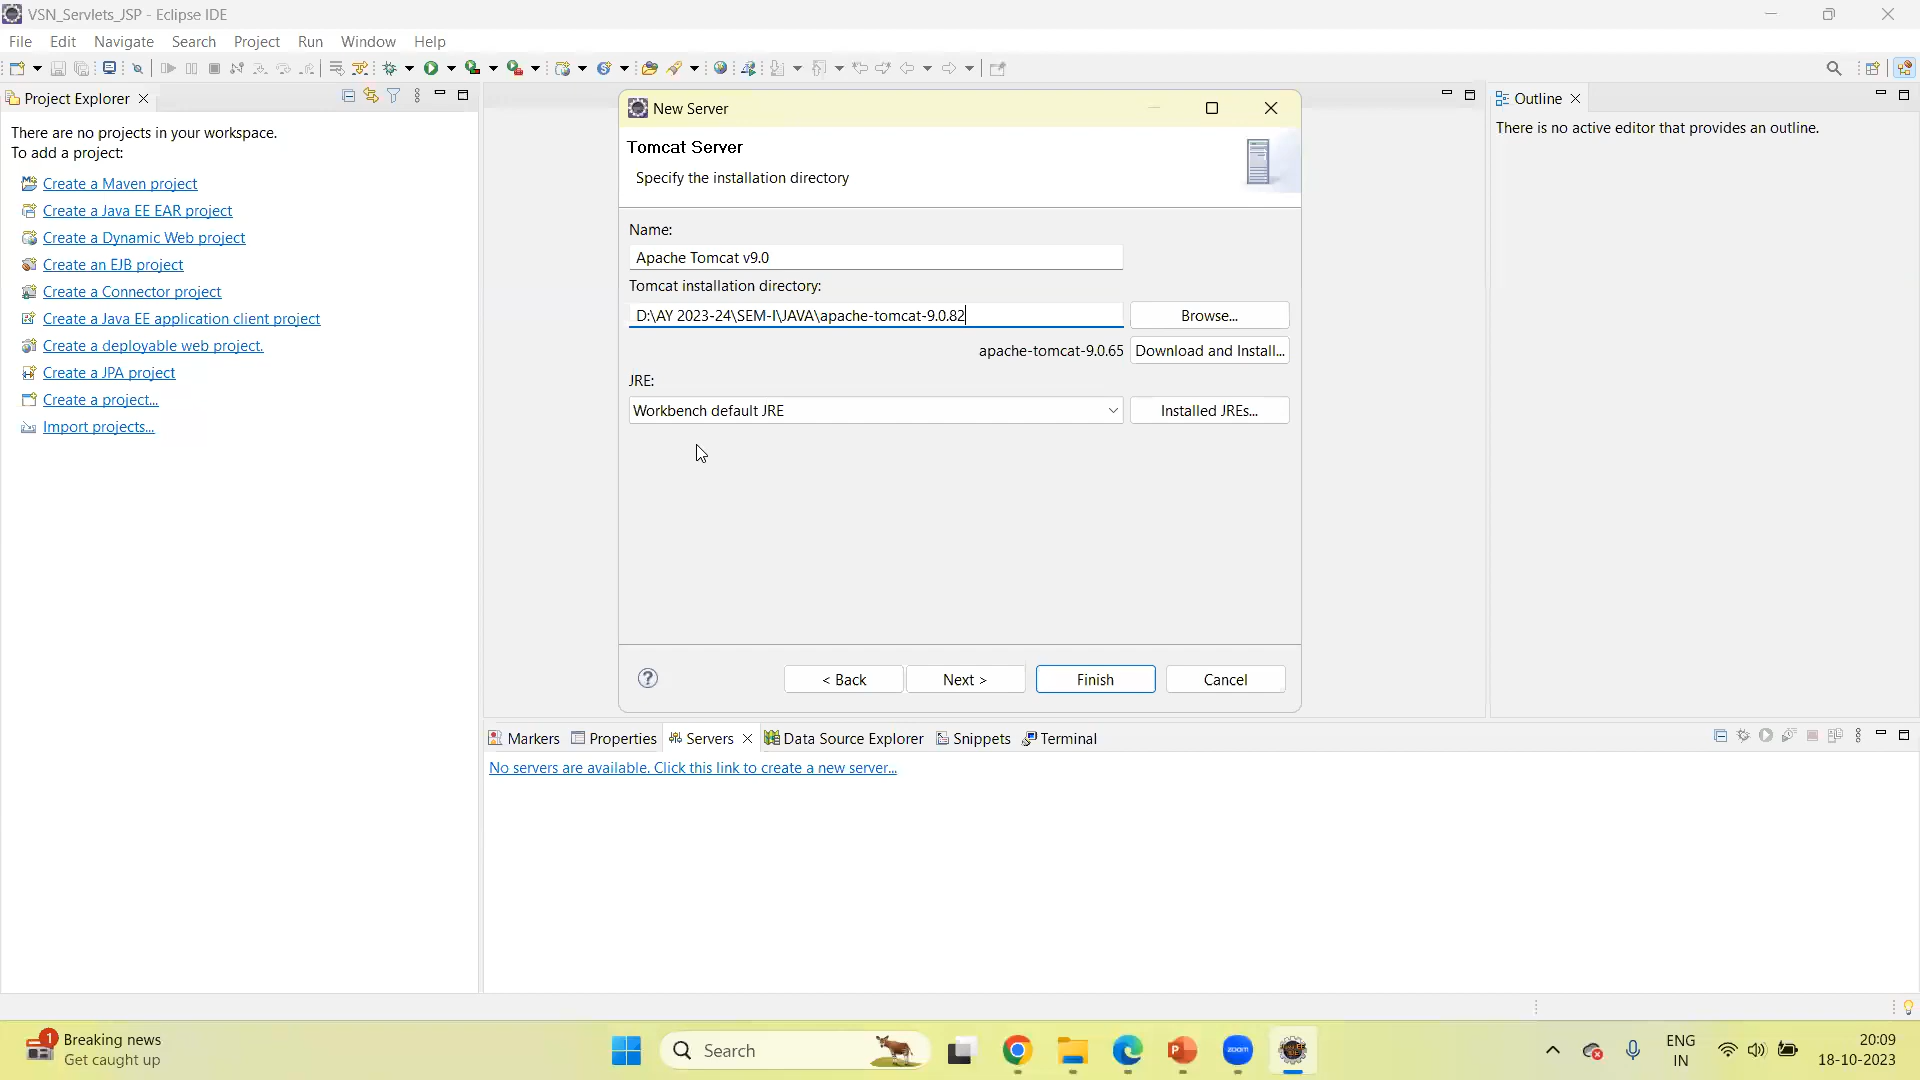 VSN_Servlets_JSP - Eclipse IDE
File Edit Navigate Search Project Run Window Help
Project Explorer
There are no projects in your workspace.
To add a project:
Create a Maven project
Create a Java EE EAR project
Create a Dynamic Web project
Create an EJB project
Create a Connector project
Create a Java EE application client project
Create a deployable web project.
Create a JPA project
Create a project...
Import projects...
New Server
Tomcat Server
Specify the installation directory
Name:
Apache Tomcat v9.0
Tomcat installation directory:
D:\AY 2023-24\SEM-I\JAVA\apache-tomcat-9.0.82 Browse...
apache-tomcat-9.0.65 Download and Install...
JRE:
Workbench default JRE Installed JREs...
? < Back Next > Finish Cancel
Outline
There is no active editor that provides an outline.
Markers Properties Servers Data Source Explorer Snippets Terminal
No servers are available. Click this link to create a new server...
1 Breaking news
Get caught up
Search
zoom
ENG
IN
20:09
18-10-2023